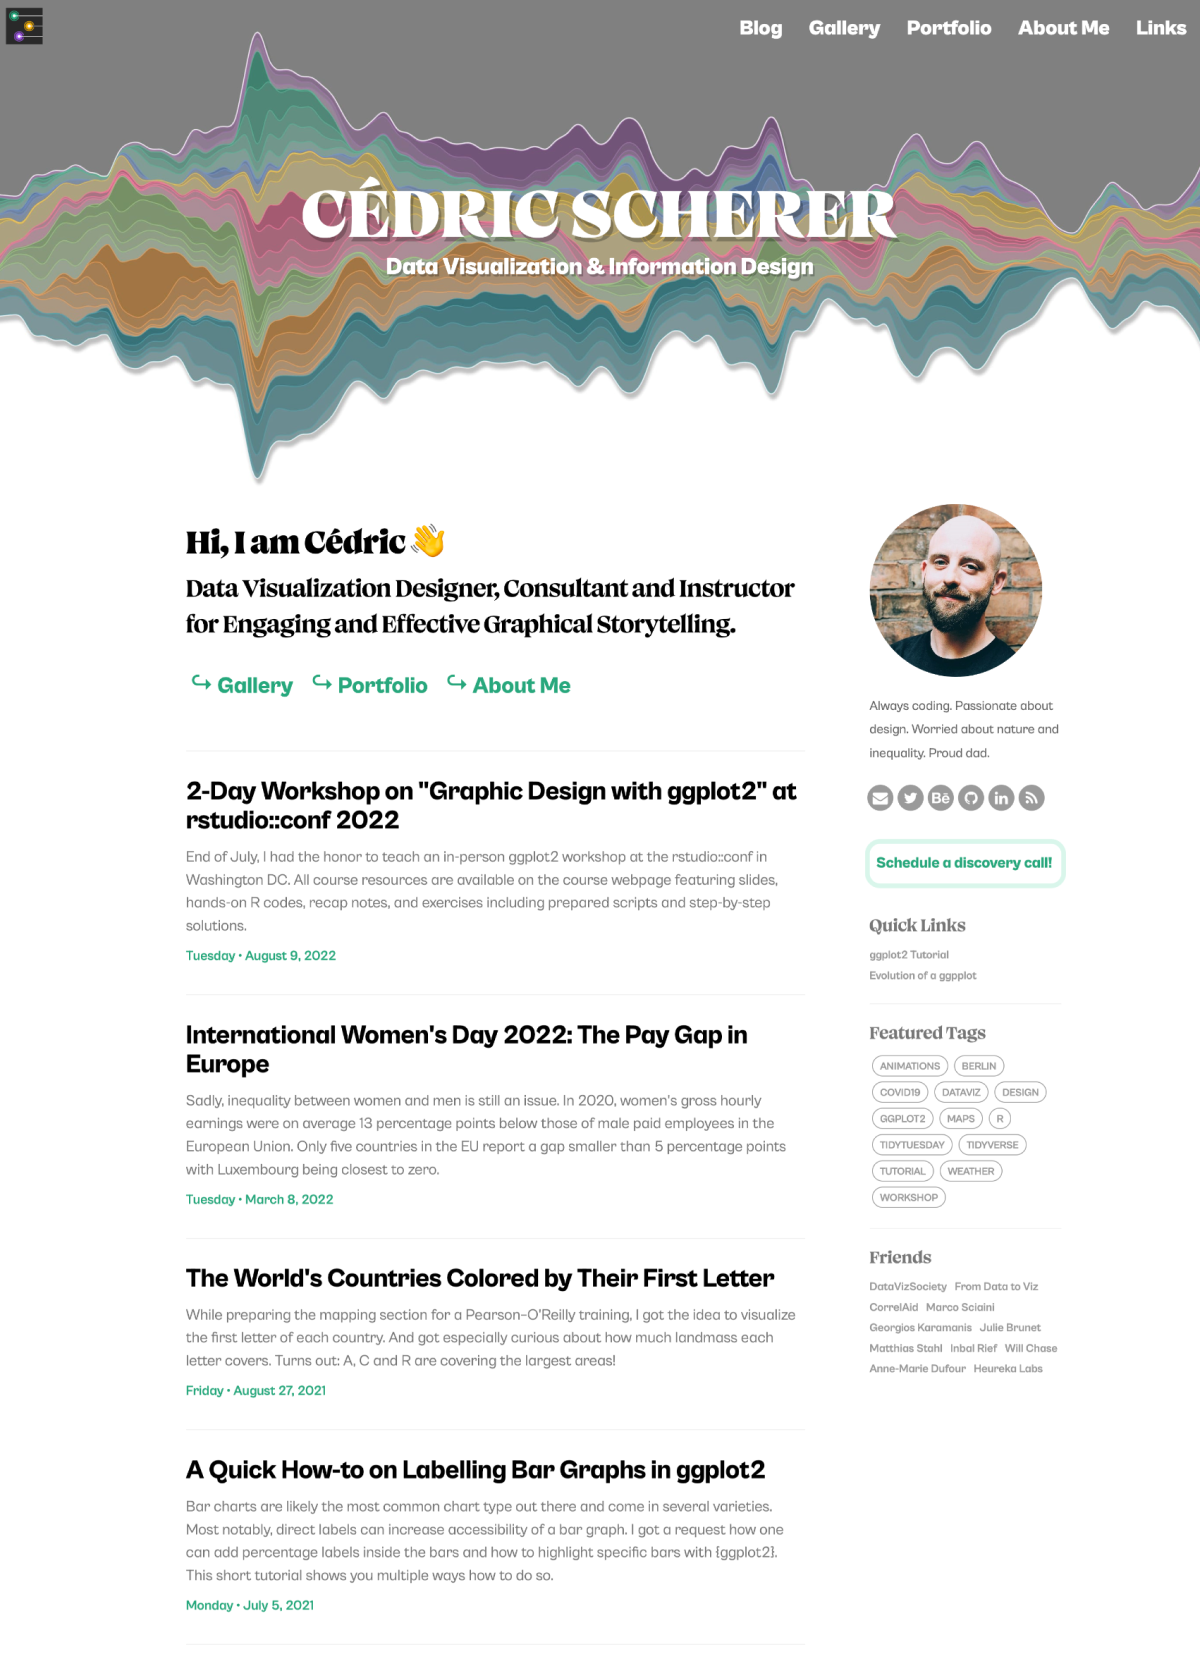 Blog Gallery Portfolio About Me Links
CÉDRIC SCHERER
Data Visualization & Information Design
Hi, I am Cédric 👋
Data Visualization Designer, Consultant and Instructor
for Engaging and Effective Graphical Storytelling.
↪ Gallery ↪ Portfolio ↪ About Me
2-Day Workshop on "Graphic Design with ggplot2" at
rstudio::conf 2022
End of July, I had the honor to teach an in-person ggplot2 workshop at the rstudio::conf in
Washington DC. All course resources are available on the course webpage featuring slides,
hands-on R codes, recap notes, and exercises including prepared scripts and step-by-step
solutions.
Tuesday • August 9, 2022
International Women's Day 2022: The Pay Gap in
Europe
Sadly, inequality between women and men is still an issue. In 2020, women's gross hourly
earnings were on average 13 percentage points below those of male paid employees in the
European Union. Only five countries in the EU report a gap smaller than 5 percentage points
with Luxembourg being closest to zero.
Tuesday • March 8, 2022
The World's Countries Colored by Their First Letter
While preparing the mapping section for a Pearson-O'Reilly training, I got the idea to visualize
the first letter of each country. And got especially curious about how much landmass each
letter covers. Turns out: A, C and R are covering the largest areas!
Friday • August 27, 2021
A Quick How-to on Labelling Bar Graphs in ggplot2
Bar charts are likely the most common chart type out there and come in several varieties.
Most notably, direct labels can increase accessibility of a bar graph. I got a request how one
can add percentage labels inside the bars and how to highlight specific bars with {ggplot2}.
This short tutorial shows you multiple ways how to do so.
Monday • July 5, 2021
Always coding. Passionate about
design. Worried about nature and
inequality. Proud dad.
Bē in
Schedule a discovery call!
Quick Links
ggplot2 Tutorial
Evolution of a ggpplot
Featured Tags
ANIMATIONS BERLIN
COVID19 DATAVIZ DESIGN
GGPLOT2 MAPS R
TIDYTUESDAY TIDYVERSE
TUTORIAL WEATHER
WORKSHOP
Friends
DataVizSociety From Data to Viz
CorrelAid Marco Sciaini
Georgios Karamanis Julie Brunet
Matthias Stahl Inbal Rief Will Chase
Anne-Marie Dufour Heureka Labs